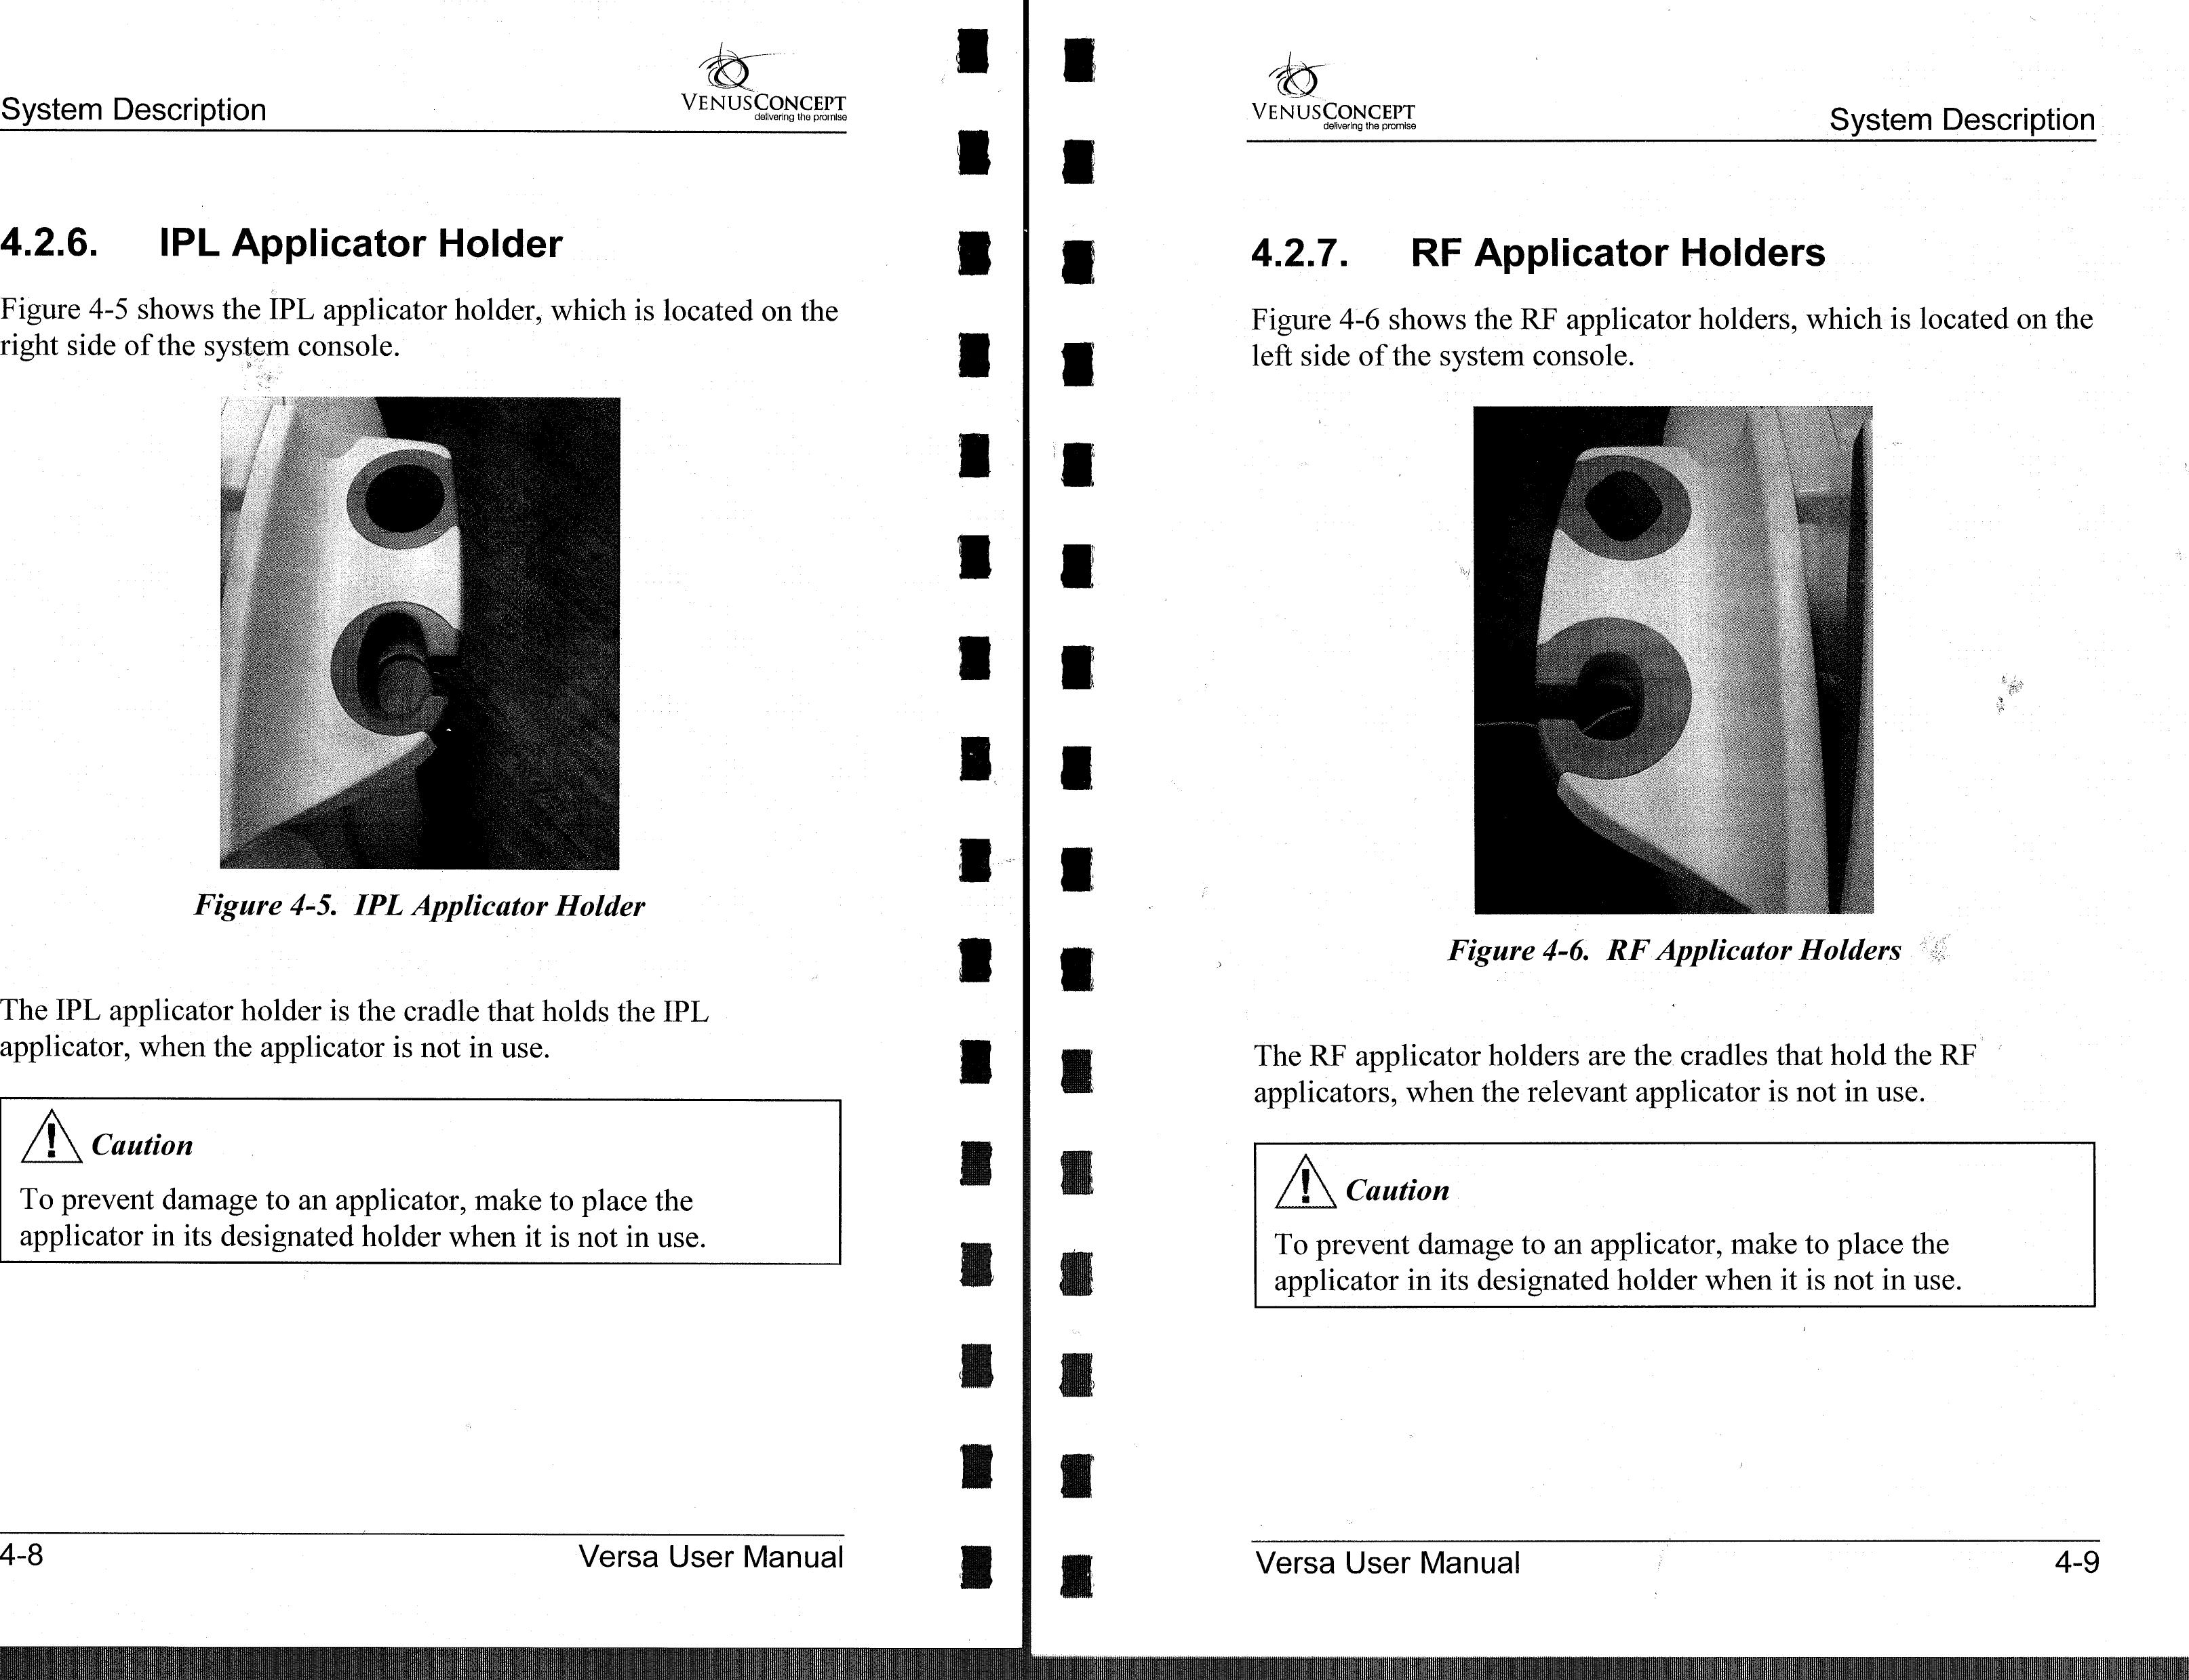 System Description
VENUSCONCEPT
delivering the promise
4.2.6. IPL Applicator Holder
Figure 4-5 shows the IPL applicator holder, which is located on the
right side of the system console.
Figure 4-5. IPL Applicator Holder
The IPL applicator holder is the cradle that holds the IPL
applicator, when the applicator is not in use.
! Caution
To prevent damage to an applicator, make to place the
applicator in its designated holder when it is not in use.
4-8 Versa User Manual
VENUSCONCEPT
delivering the promise
System Description
4.2.7. RF Applicator Holders
Figure 4-6 shows the RF applicator holders, which is located on the
left side of the system console.
Figure 4-6. RF Applicator Holders
The RF applicator holders are the cradles that hold the RF
applicators, when the relevant applicator is not in use.
! Caution
To prevent damage to an applicator, make to place the
applicator in its designated holder when it is not in use.
Versa User Manual 4-9